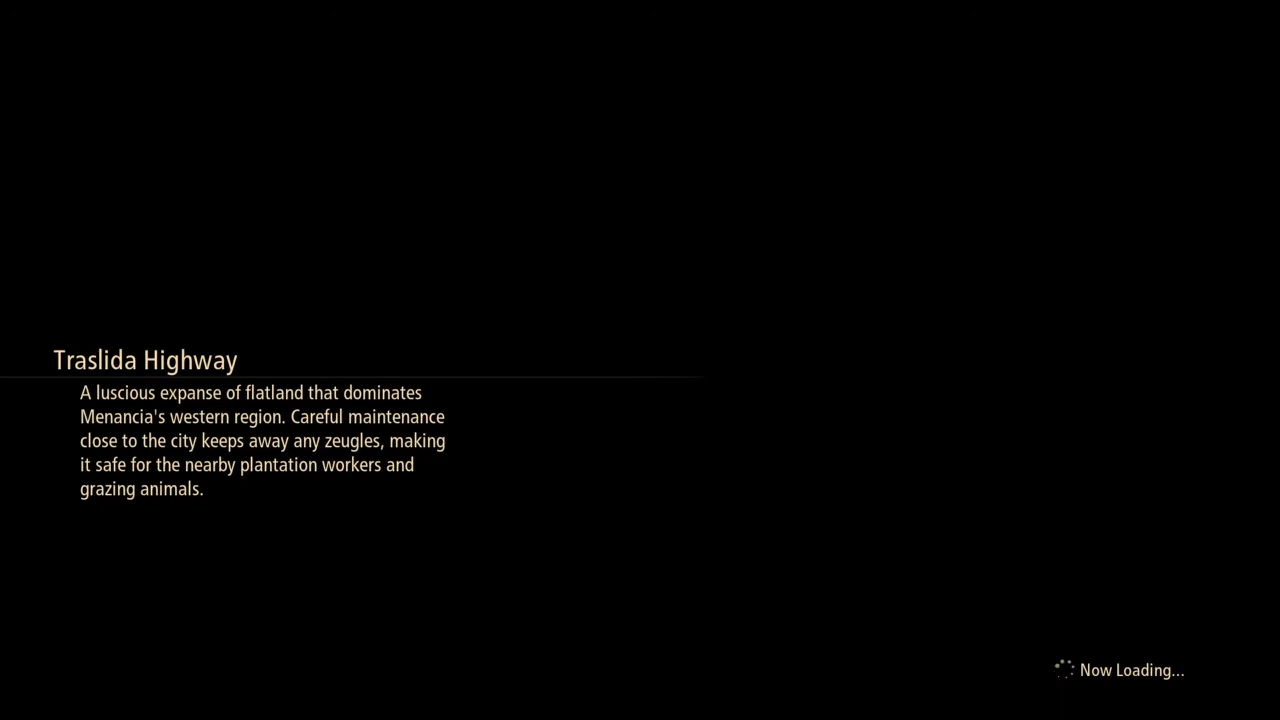 Traslida Highway
A luscious expanse of flatland that dominates
Menancia's western region. Careful maintenance
close to the city keeps away any zeugles, making
it safe for the nearby plantation workers and
grazing animals.
Now Loading...